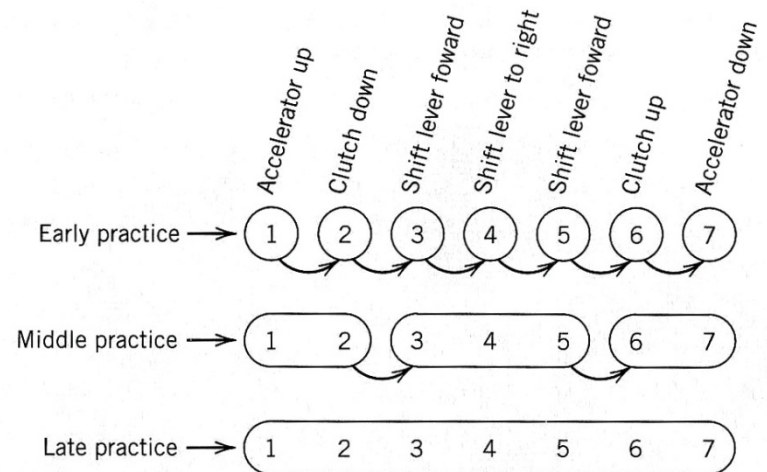 Accelerator up
Clutch down
Shift lever foward
Shift lever to right
Shift lever foward
Clutch up
Accelerator down
Early practice 1 2 3 4 5 6 7
Middle practice 1 2 3 4 5 6 7
Late practice 1 2 3 4 5 6 7